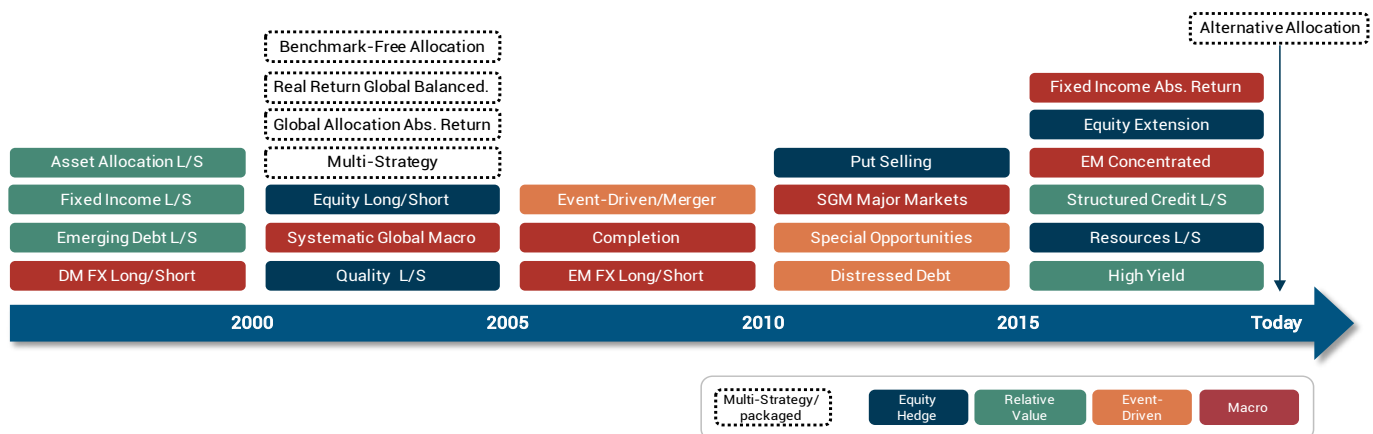 Alternative Allocation
Benchmark-Free Allocation
Real Return Global Balanced.
Fixed Income Abs. Return
Global Allocation Abs. Return
Equity Extension
Asset Allocation L/S
Multi-Strategy
Put Selling
EM Concentrated
Fixed Income L/S
Equity Long/Short
Event-Driven/Merger
SGM Major Markets
Structured Credit L/S
Emerging Debt L/S
Systematic Global Macro
Completion
Special Opportunities
Resources L/S
DM FX Long/Short
Quality L/S
EM FX Long/Short
Distressed Debt
High Yield
2000
2005
2010
2015
Today
Multi-Strategy/
packaged
Equity
Hedge
Relative
Value
Event-
Driven
Macro